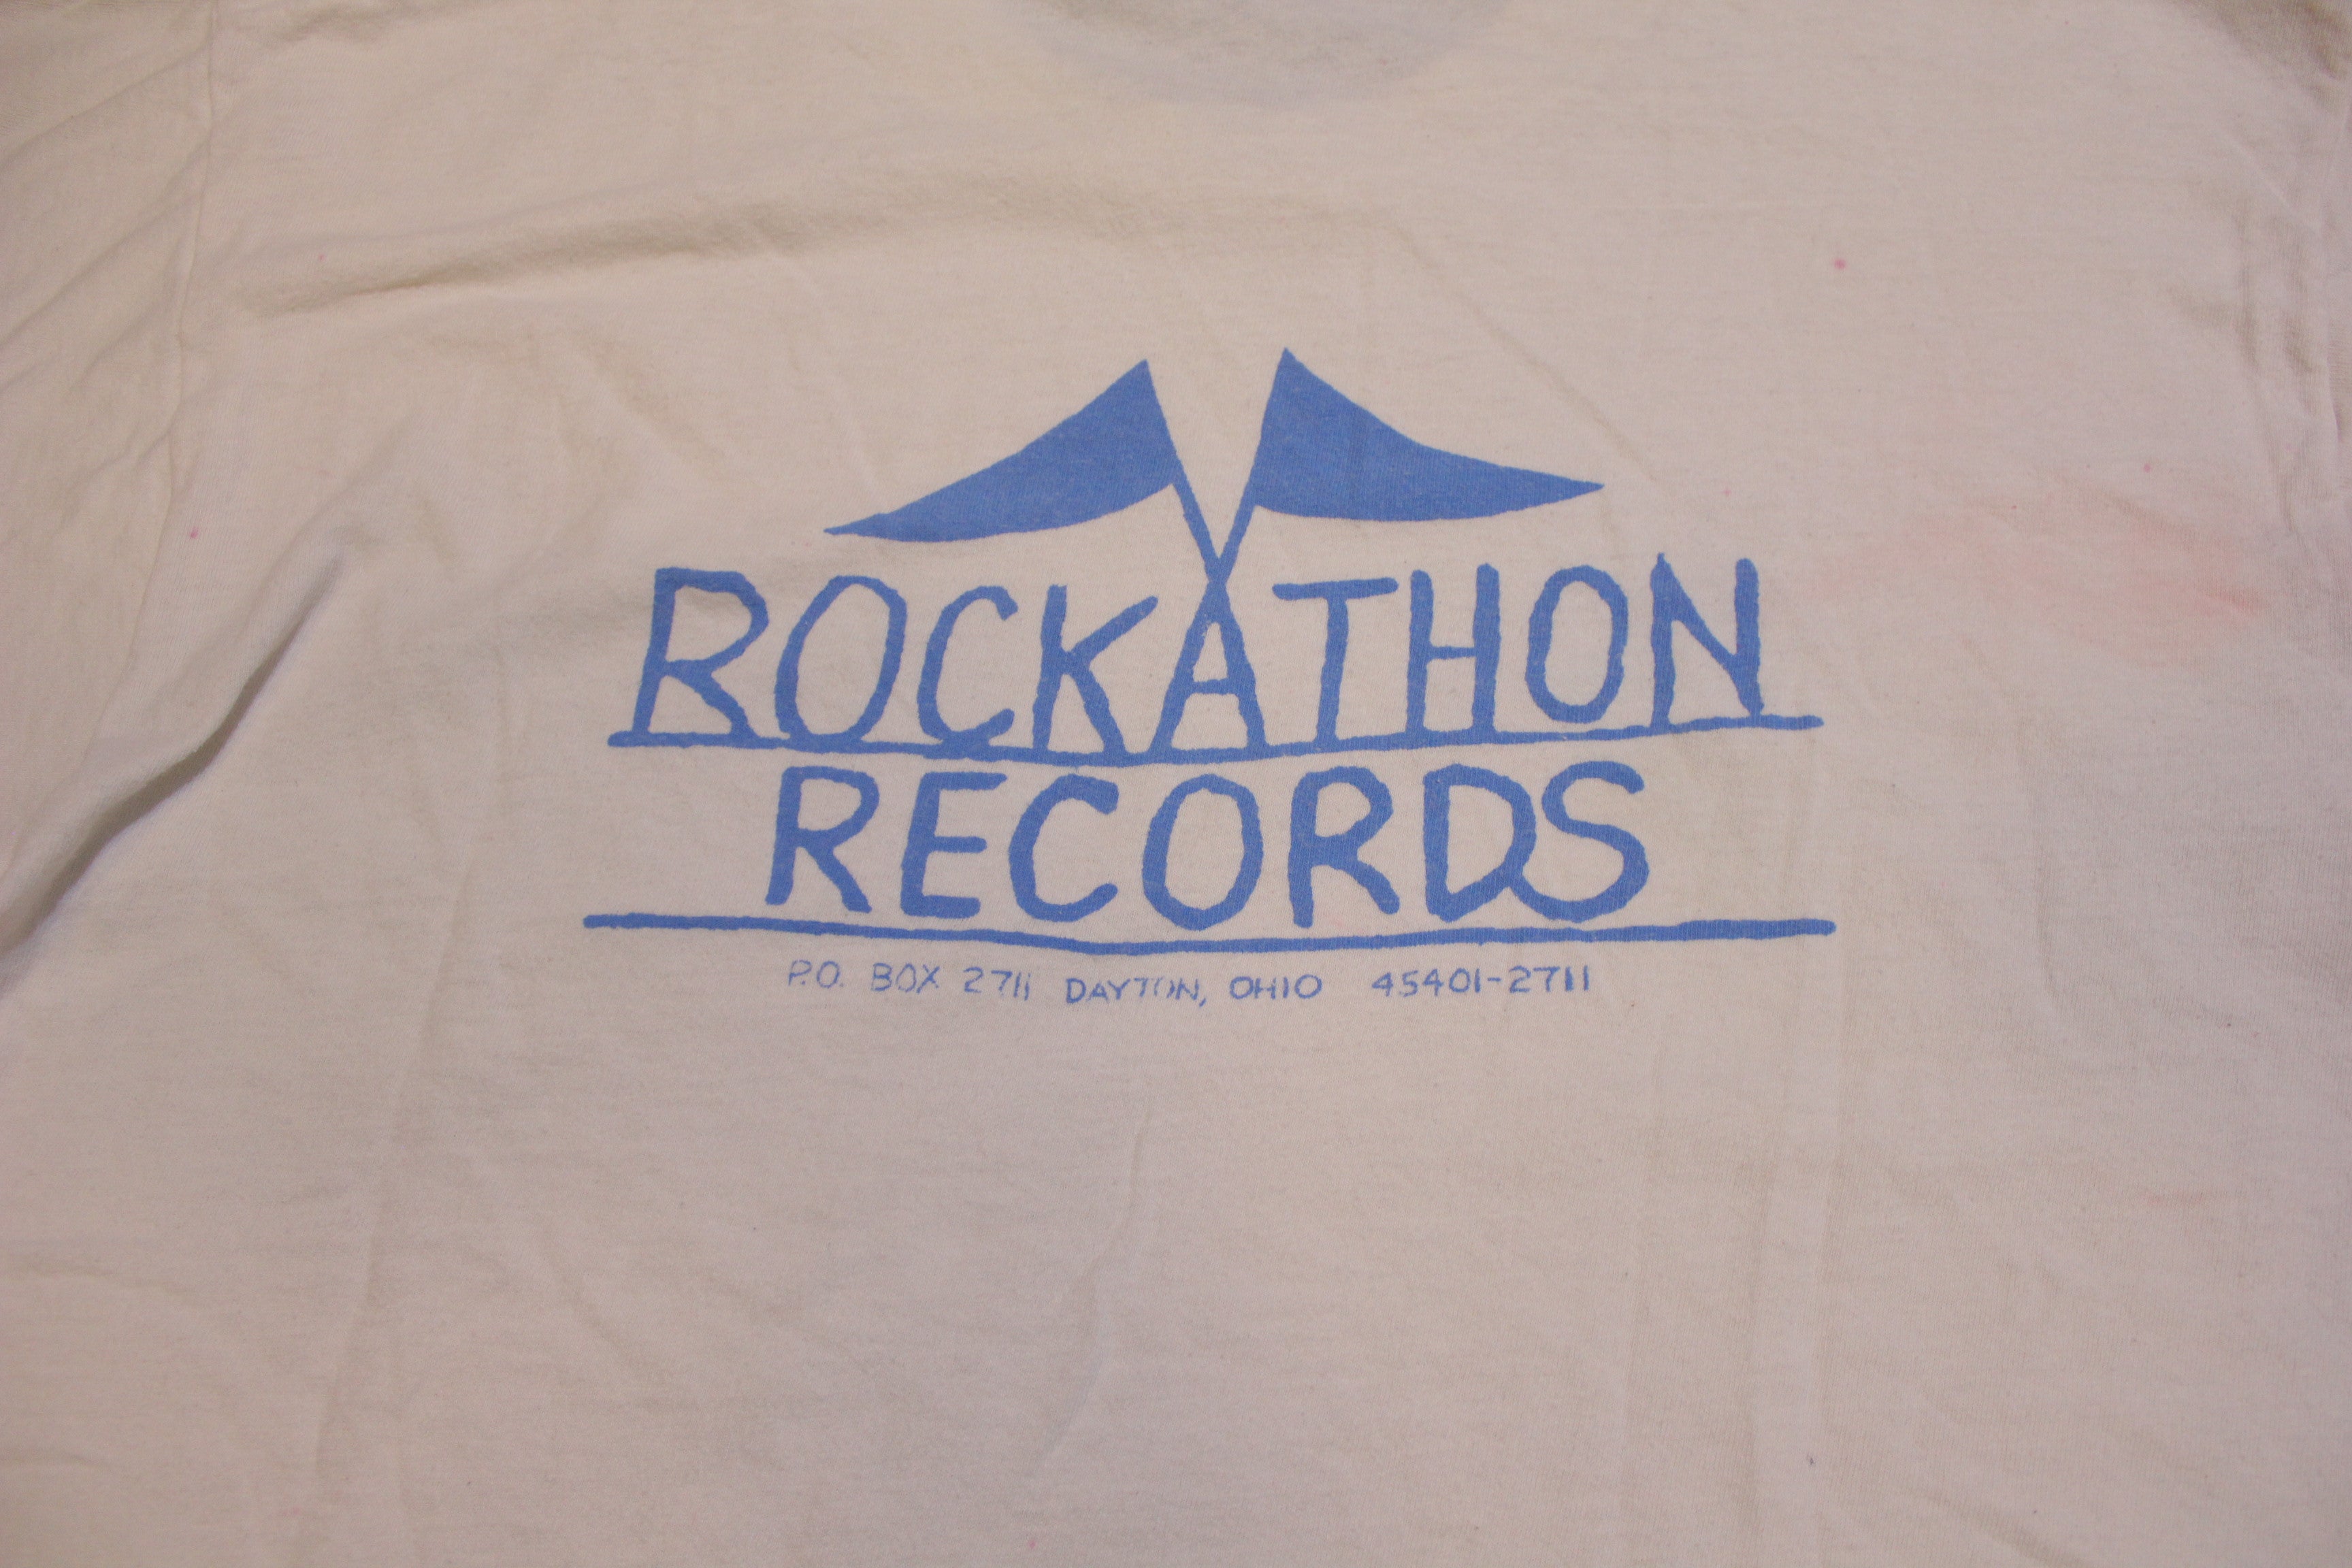 ROCKATHON
RECORDS
P.O. BOX 2711 DAYTON, OHIO 45401-2711